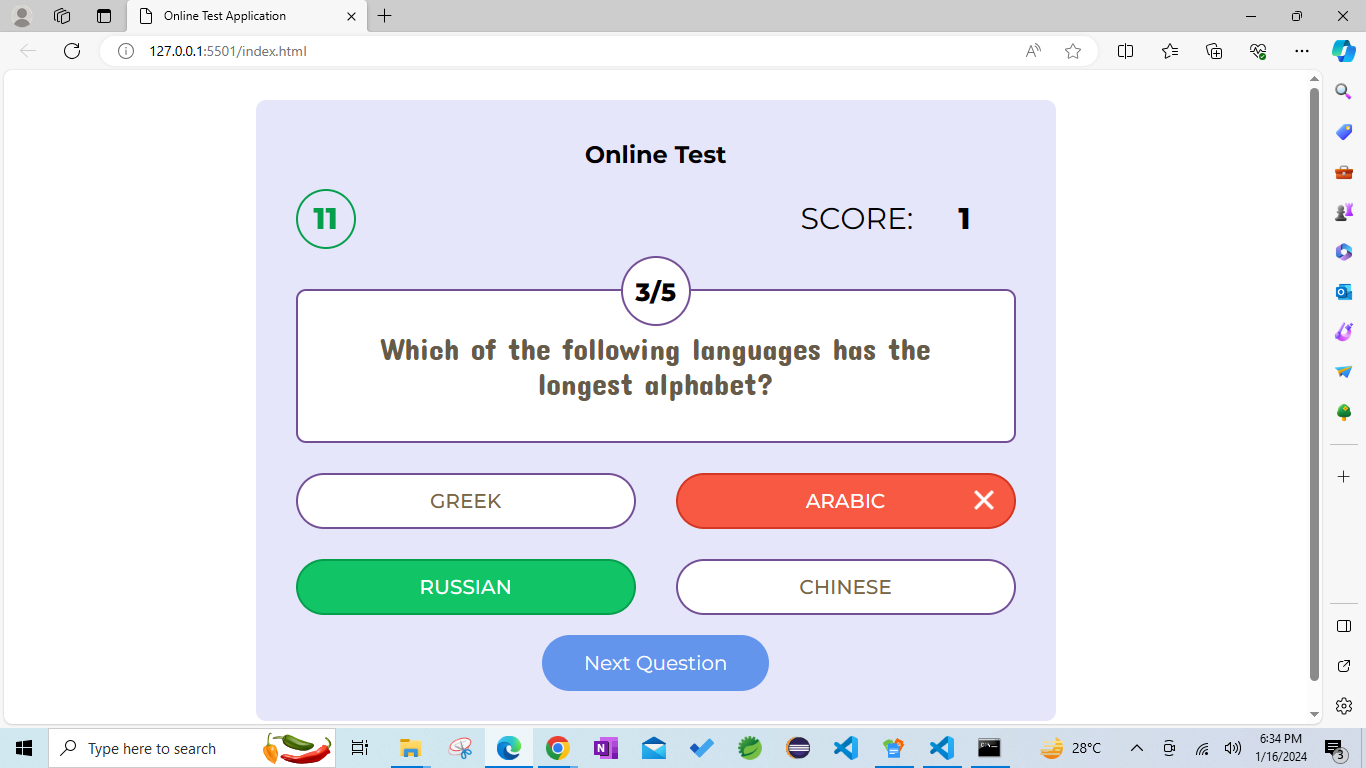 Online Test Application
127.0.0.1:5501/index.html
Online Test
11
SCORE: 1
3/5
Which of the following languages has the
longest alphabet?
GREEK
ARABIC
RUSSIAN
CHINESE
Next Question
Type here to search
28°C
6:34 PM
1/16/2024
3